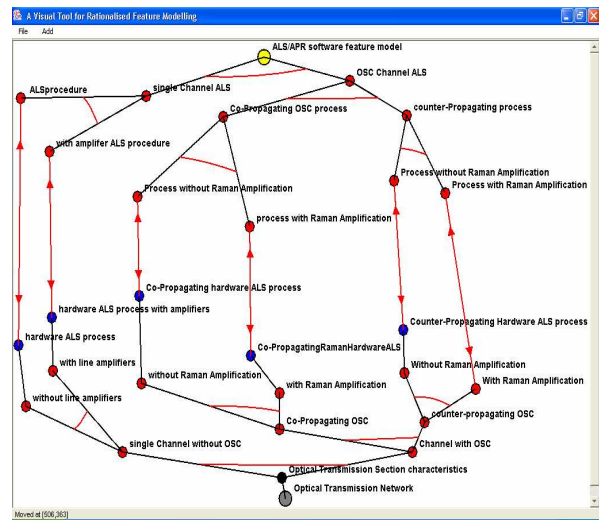 A Visual Tool for Rationalised Feature Modelling
File Add
ALS/APR software feature model
OSC Channel ALS
single Channel ALS
ALSprocedure
Co-Propagating OSC process
counter-Propagating process
with amplifer ALS procedure
Process without Raman Amplification
Process without Raman Amplification
Process with Raman Amplification
process with Raman Amplification
Co-Propagating hardware ALS process
hardware ALS process with amplifiers
Counter-Propagating Hardware ALS process
hardware ALS process
Co-PropagatingRamanHardwareALS
with line amplifiers
without Raman Amplification
Without Raman Amplification
with Raman Amplification
With Raman Amplification
without line amplifiers
Co-Propagating OSC
counter-propagating OSC
single Channel without OSC
Channel with OSC
Optical Transmission Section characteristics
Optical Transmission Network
Moved at [506,363]